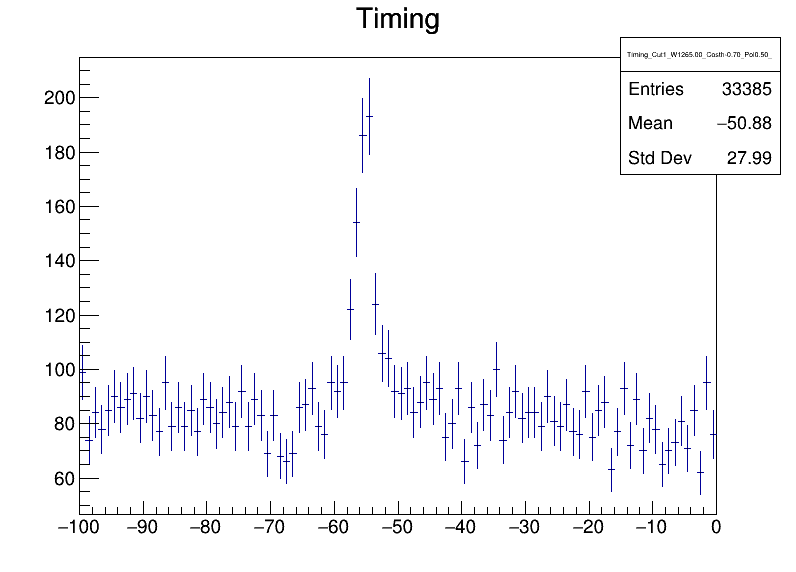 Timing
Timing_Cut1_W1265.00_Costh-0.70_Pol0.50_
Entries 33385
Mean −50.88
Std Dev 27.99
200
180
160
140
120
100
80
60
−100 −90 −80 −70 −60 −50 −40 −30 −20 −10 0